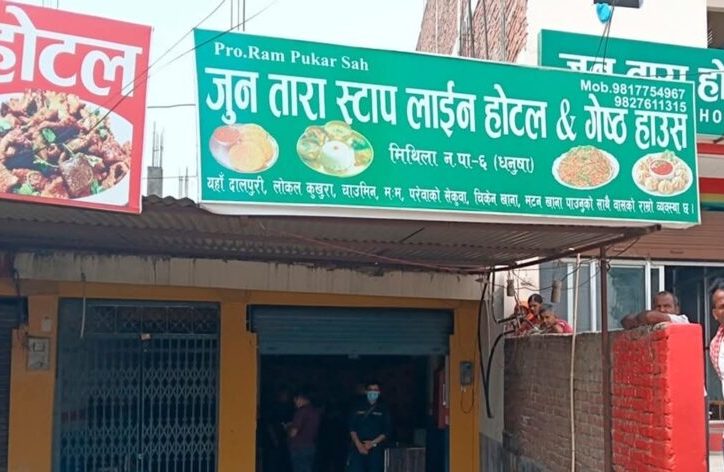 होटल
Pro.Ram Pukar Sah
Mob.9817754967
9827611315
जुन तारा स्टाप लाईन होटल & गेष्ठ हाउस
मिथिला न.पा-६ (धनुषा)
यहाँ दालपुरी, लोकल कुखुरा, चाउमिन, म:म, परेवाको सेकुवा, चिकेन खाना, मटन खाना पाउनुको साथै वासको राम्रो व्यवस्था छ ।
जुन तारा हो
HO